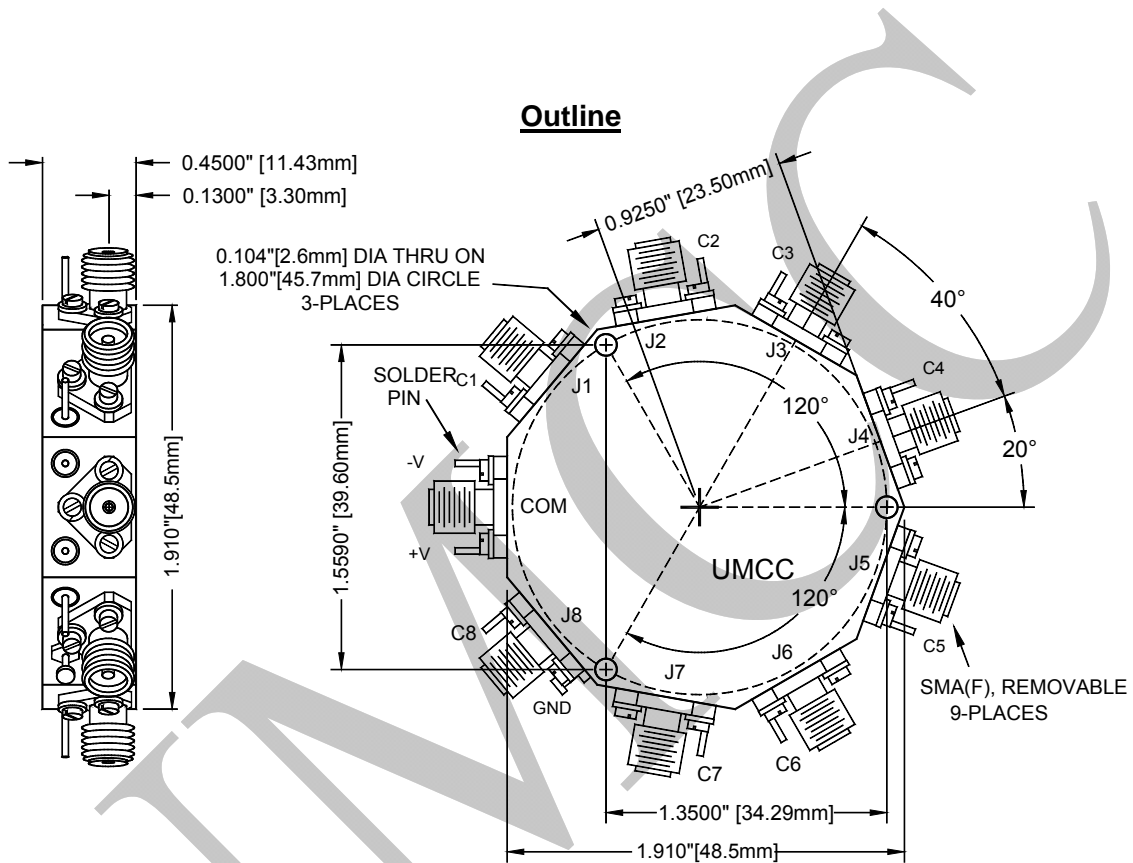 Outline
0.4500" [11.43mm]
0.1300" [3.30mm]
0.9250" [23.50mm]
0.104"[2.6mm] DIA THRU ON
1.800"[45.7mm] DIA CIRCLE
3-PLACES
C2
C3
40°
J2
J3
C4
SOLDER
PIN
C1
J1
120°
J4
20°
-V
COM
+V
1.910"[48.5mm]
1.5590" [39.60mm]
UMCC
120°
J5
J8
C8
J6
J7
C5
GND
SMA(F), REMOVABLE
9-PLACES
C7
C6
1.3500" [34.29mm]
1.910"[48.5mm]
UMCC